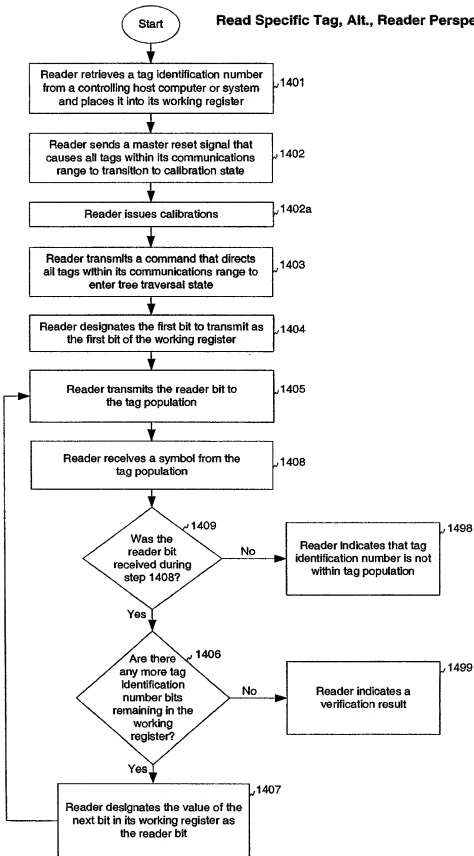 Start
Read Specific Tag, Alt., Reader Perspe
Reader retrieves a tag identification number
from a controlling host computer or system
and places it into its working register
1401
Reader sends a master reset signal that
causes all tags within its communications
range to transition to calibration state
1402
Reader issues calibrations
1402a
Reader transmits a command that directs
all tags within its communications range to
enter tree traversal state
1403
Reader designates the first bit to transmit as
the first bit of the working register
1404
Reader transmits the reader bit to
the tag population
1405
Reader receives a symbol from the
tag population
1408
Was the
reader bit
received during
step 1408?
1409
No
Reader indicates that tag
identification number is not
within tag population
1498
Yes
Are there
any more tag
identification
number bits
remaining in the
working
register?
1406
No
Reader indicates a
verification result
1499
Yes
Reader designates the value of the
next bit in its working register as
the reader bit
1407